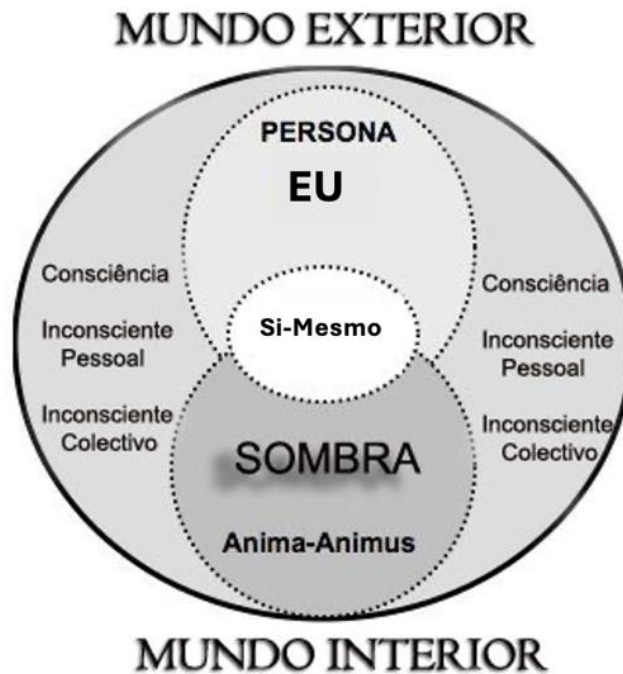 MUNDO EXTERIOR
PERSONA
EU
Consciência
Inconsciente
Pessoal
Inconsciente
Colectivo
Si-Mesmo
Consciência
Inconsciente
Pessoal
Inconsciente
Colectivo
SOMBRA
Anima-Animus
MUNDO INTERIOR